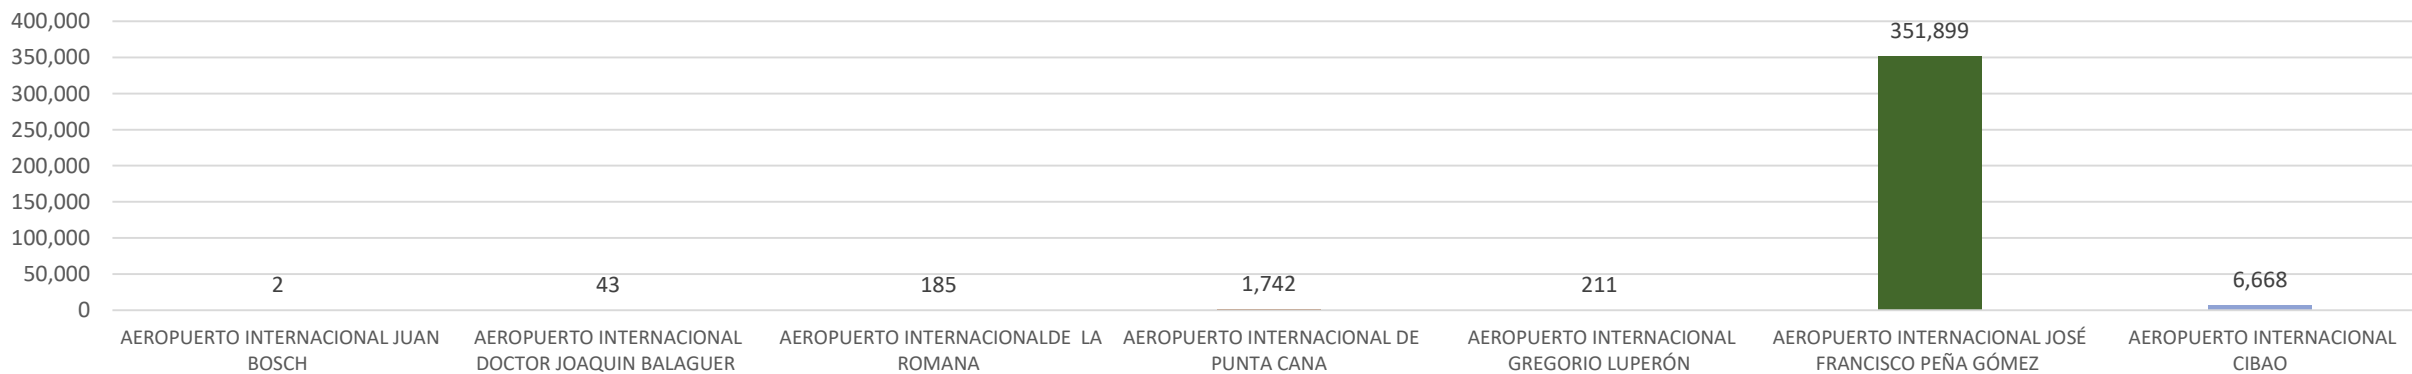 400,000
350,000
300,000
250,000
200,000
150,000
100,000
50,000
0
2
43
185
1,742
211
351,899
6,668
AEROPUERTO INTERNACIONAL JUAN
BOSCH
AEROPUERTO INTERNACIONAL
DOCTOR JOAQUIN BALAGUER
AEROPUERTO INTERNACIONALDE  LA
ROMANA
AEROPUERTO INTERNACIONAL DE
PUNTA CANA
AEROPUERTO INTERNACIONAL
GREGORIO LUPERÓN
AEROPUERTO INTERNACIONAL JOSÉ
FRANCISCO PEÑA GÓMEZ
AEROPUERTO INTERNACIONAL
CIBAO